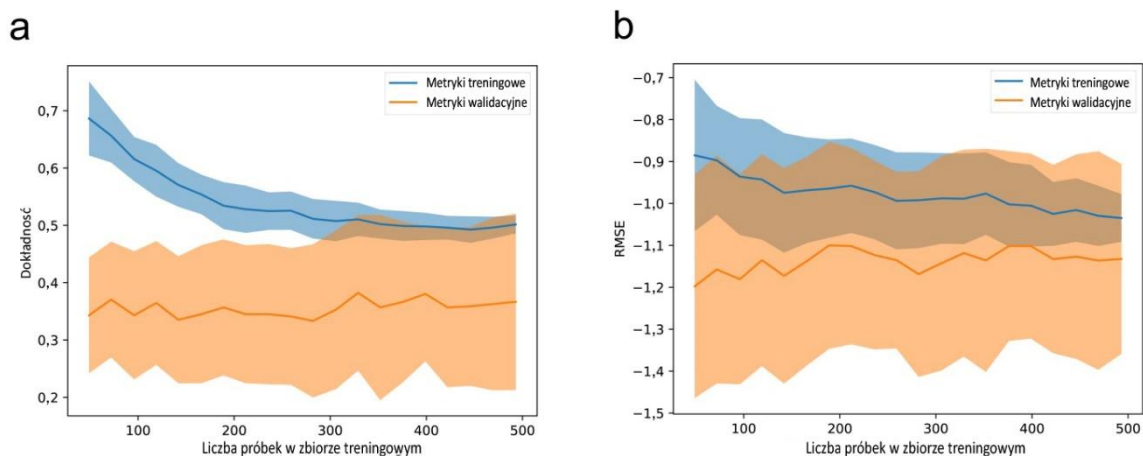 a
Metryki treningowe
Metryki walidacyjne
0,7
0,6
0,5
0,4
0,3
0,2
Dokładność
100
200
300
400
500
Liczba próbek w zbiorze treningowym
b
Metryki treningowe
Metryki walidacyjne
−0,7
−0,8
−0,9
−1,0
−1,1
−1,1
−1,2
−1,3
−1,4
−1,5
RMSE
100
200
300
400
500
Liczba próbek w zbiorze treningowym